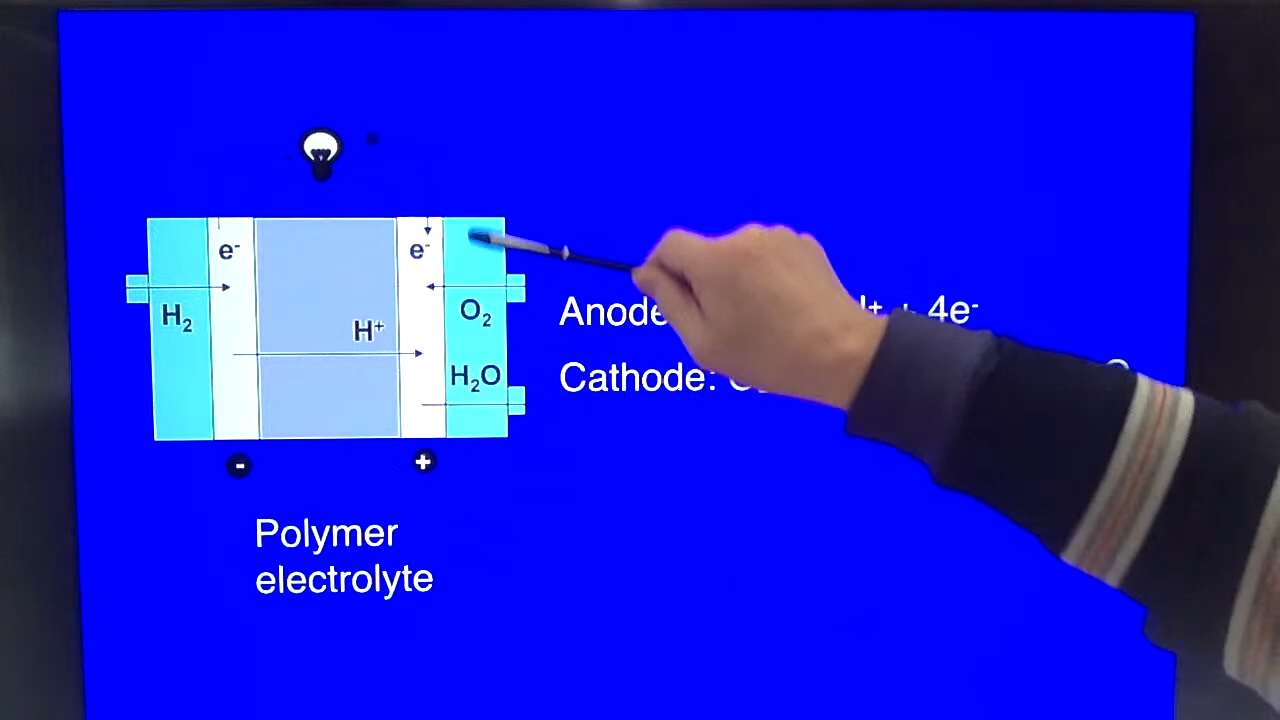 e⁻ e⁻
H₂ O₂
H⁺
H₂O
- +
Anode + 4e⁻
Cathode:
Polymer
electrolyte